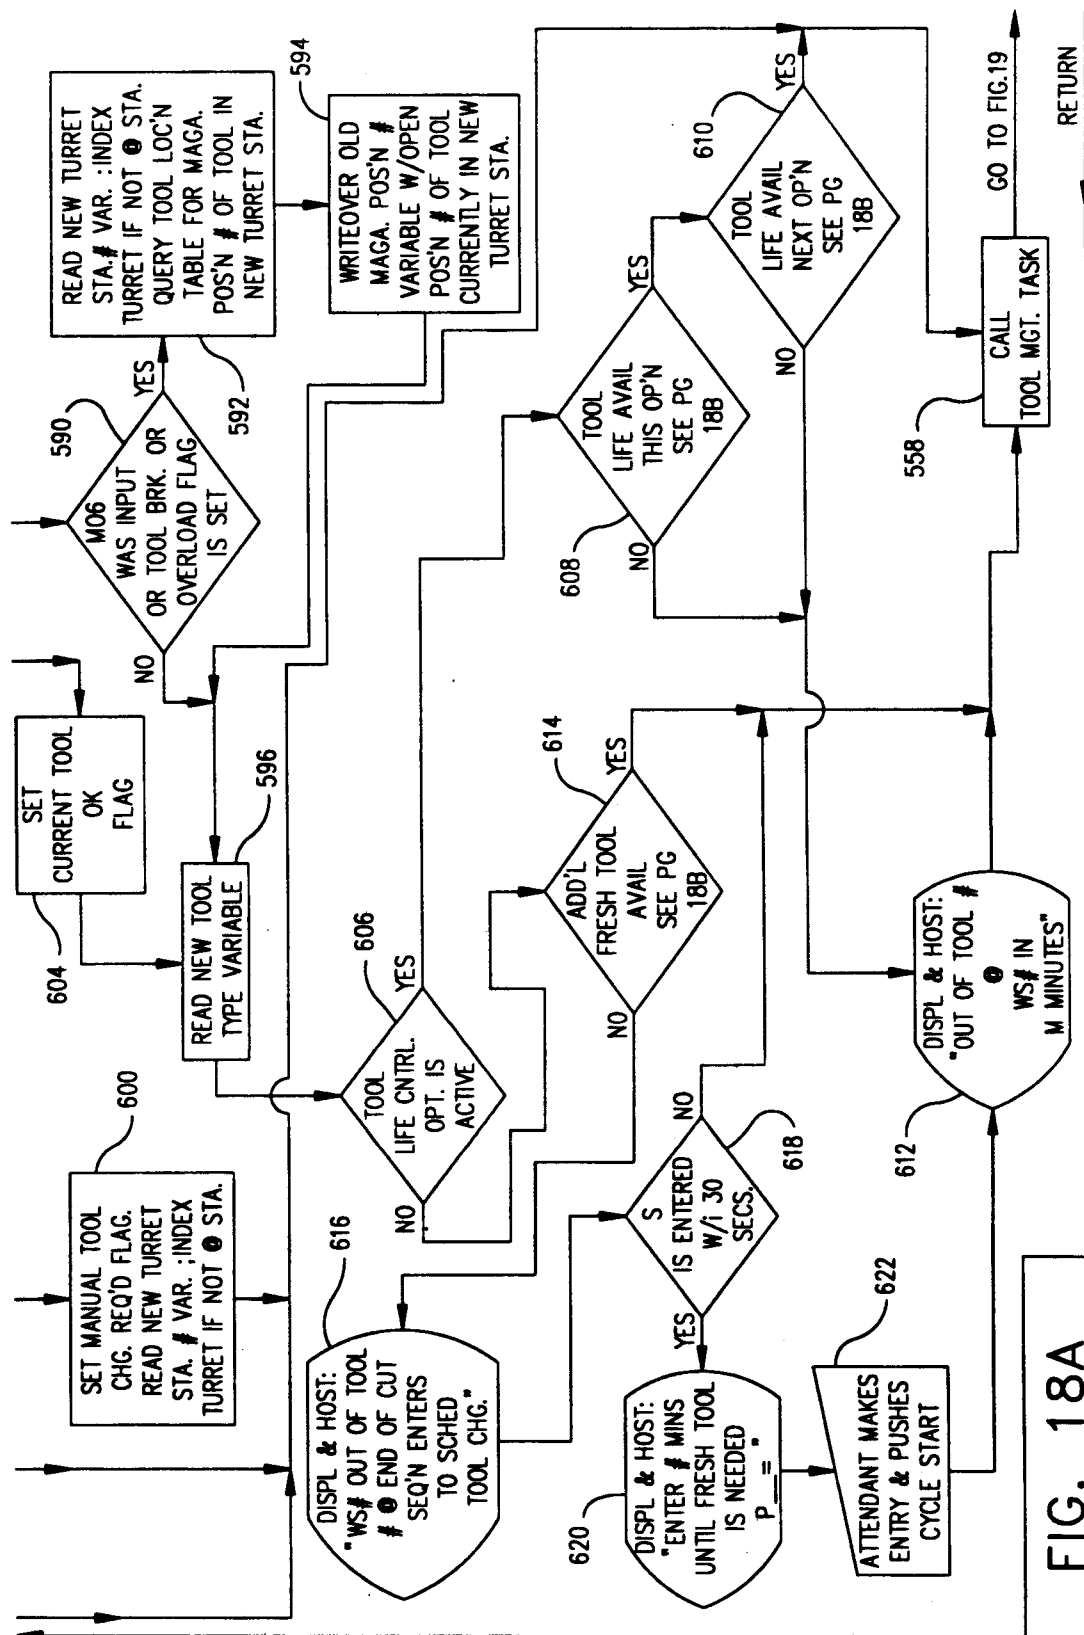 SET MANUAL TOOL
CHG. REQ'D FLAG.
READ NEW TURRET
STA. # VAR. ;INDEX
TURRET IF NOT @ STA.
600
SET
CURRENT TOOL
OK
FLAG
604
M06
WAS INPUT
OR TOOL BRK. OR
OVERLOAD FLAG
IS SET
590
YES
NO
READ NEW TURRET
STA.# VAR. :INDEX
TURRET IF NOT @ STA.
QUERY TOOL LOC'N
TABLE FOR MAGA.
POS'N # OF TOOL IN
NEW TURRET STA.
592
WRITEOVER OLD
MAGA. POS'N #
VARIABLE W/OPEN
POS'N # OF TOOL
CURRENTLY IN NEW
TURRET STA.
594
READ NEW TOOL
TYPE VARIABLE
596
TOOL
LIFE CNTRL.
OPT. IS
ACTIVE
606
YES
NO
DISPL & HOST:
"WS# OUT OF TOOL
# @ END OF CUT
SEQ'N ENTERS
TO SCHED
TOOL CHG."
616
ADD'L
FRESH TOOL
AVAIL
SEE PG
18B
614
YES
NO
TOOL
LIFE AVAIL
THIS OP'N
SEE PG
18B
608
YES
NO
TOOL
LIFE AVAIL
NEXT OP'N
SEE PG
18B
610
YES
NO
S
IS ENTERED
W/i 30
SECS.
618
YES
NO
DISPL & HOST:
"ENTER # MINS
UNTIL FRESH TOOL
IS NEEDED
P__=__"
620
ATTENDANT MAKES
ENTRY & PUSHES
CYCLE START
622
DISPL & HOST:
"OUT OF TOOL #
@
WS# IN
M MINUTES"
612
CALL
TOOL MGT. TASK
558
GO TO FIG.19
RETURN
FIG. 18A